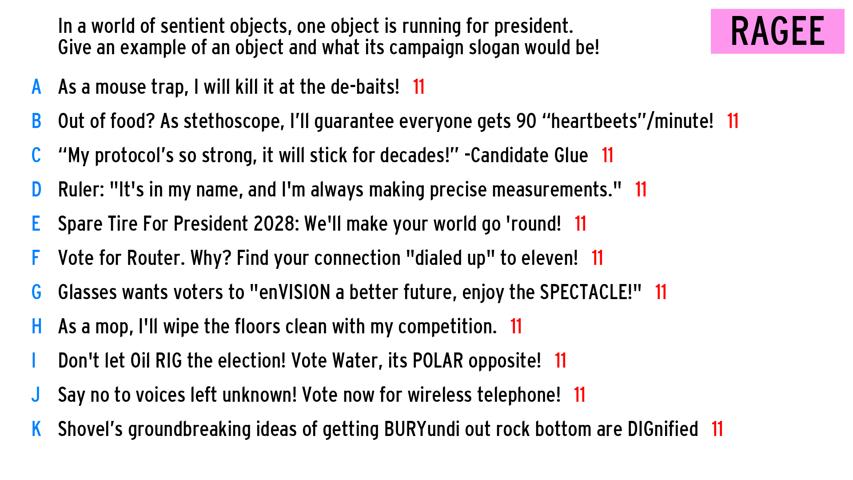 In a world of sentient objects, one object is running for president.
Give an example of an object and what its campaign slogan would be!
RAGEE
A As a mouse trap, I will kill it at the de-baits! 11
B Out of food? As stethoscope, I’ll guarantee everyone gets 90 “heartbeets”/minute! 11
C “My protocol’s so strong, it will stick for decades!” -Candidate Glue 11
D Ruler: "It's in my name, and I'm always making precise measurements." 11
E Spare Tire For President 2028: We'll make your world go 'round! 11
F Vote for Router. Why? Find your connection "dialed up" to eleven! 11
G Glasses wants voters to "enVISION a better future, enjoy the SPECTACLE!" 11
H As a mop, I'll wipe the floors clean with my competition. 11
I Don't let Oil RIG the election! Vote Water, its POLAR opposite! 11
J Say no to voices left unknown! Vote now for wireless telephone! 11
K Shovel’s groundbreaking ideas of getting BURYundi out rock bottom are DIGnified 11